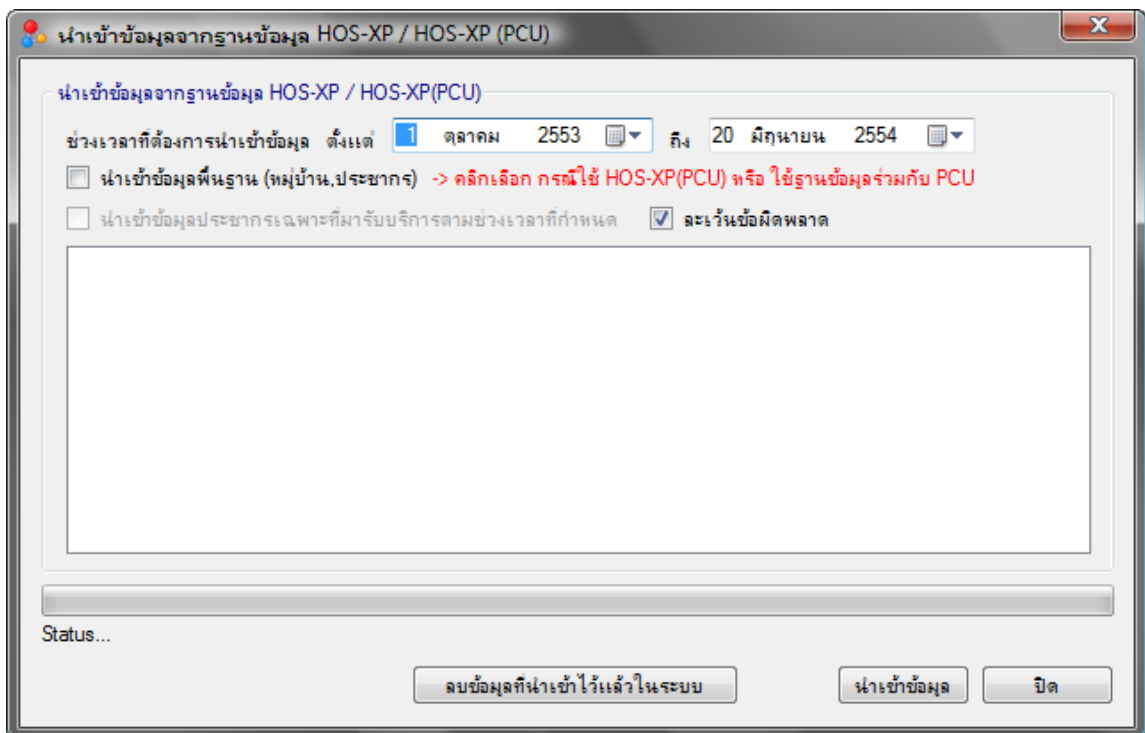 นำเข้าข้อมูลจากฐานข้อมูล HOS-XP / HOS-XP (PCU)
นำเข้าข้อมูลจากฐานข้อมูล HOS-XP / HOS-XP(PCU)
ช่วงเวลาที่ต้องการนำเข้าข้อมูล ตั้งแต่ 1 ตุลาคม 2553 ถึง 20 มิถุนายน 2554
นำเข้าข้อมูลพื้นฐาน (หมู่บ้าน,ประชากร) -> คลิกเลือก กรณีใช้ HOS-XP(PCU) หรือ ใช้ฐานข้อมูลร่วมกับ PCU
นำเข้าข้อมูลประชากรเฉพาะที่มารับบริการตามช่วงเวลาที่กำหนด ละเว้นข้อผิดพลาด
Status...
ลบข้อมูลที่นำเข้าไว้แล้วในระบบ นำเข้าข้อมูล ปิด